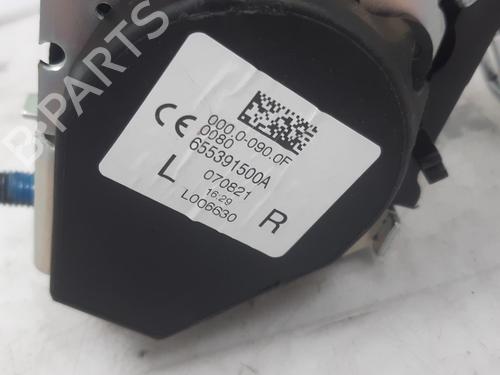 B-PARTS
000.0-090.0F
CE 0080
655391500A
L 070821
16:29 R
L006630